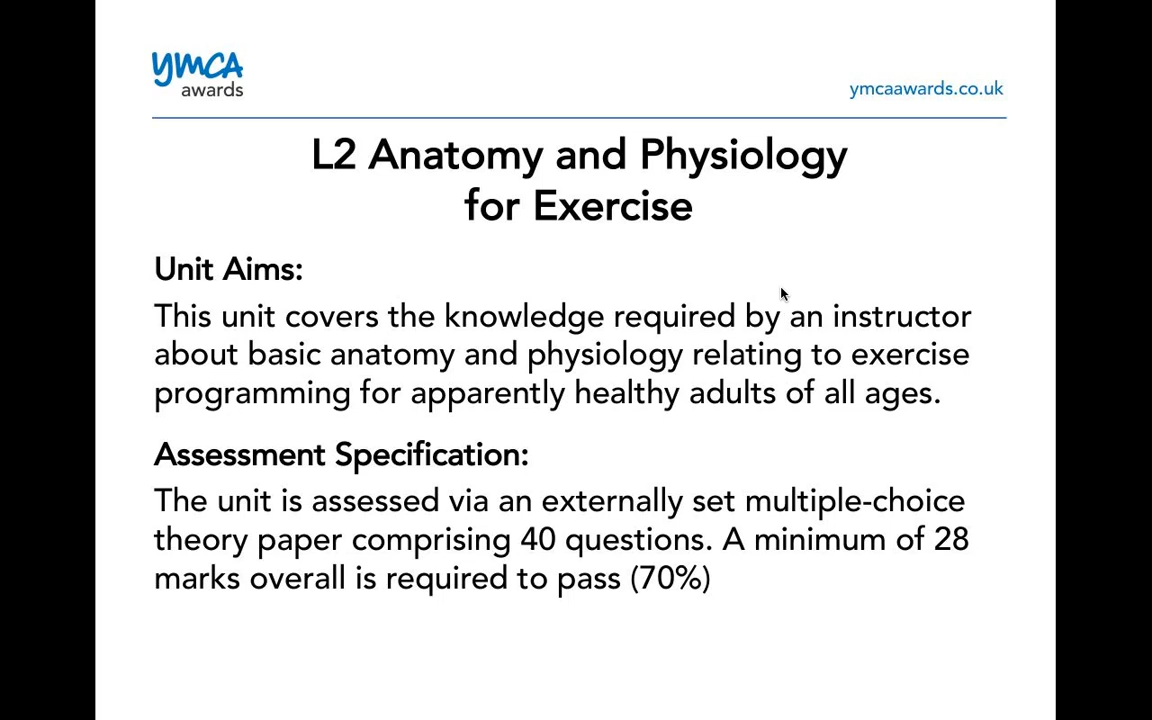 ymca
awards
ymcaawards.co.uk
L2 Anatomy and Physiology
for Exercise
Unit Aims:
This unit covers the knowledge required by an instructor
about basic anatomy and physiology relating to exercise
programming for apparently healthy adults of all ages.
Assessment Specification:
The unit is assessed via an externally set multiple-choice
theory paper comprising 40 questions. A minimum of 28
marks overall is required to pass (70%)